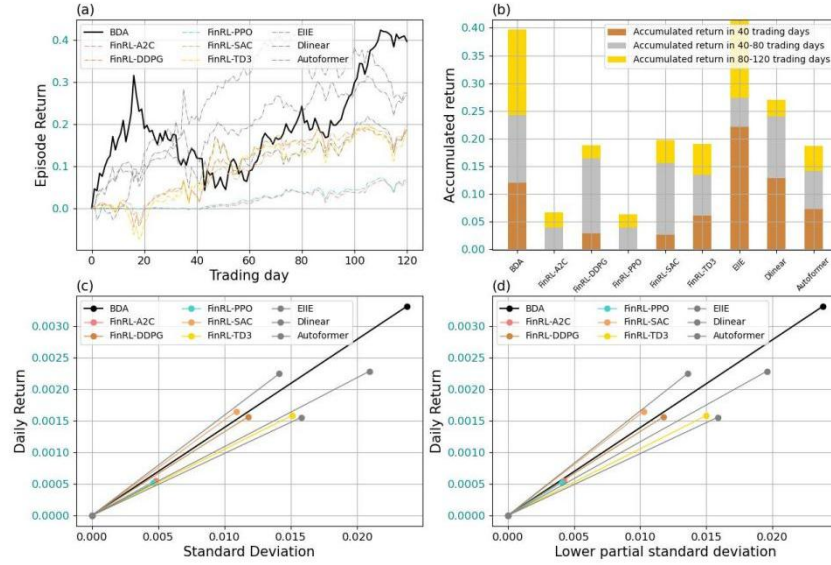 (a)
Episode Return
0.4
0.3
0.2
0.1
0.0
BDA
FinRL-A2C
FinRL-DDPG
FinRL-PPO
FinRL-SAC
FinRL-TD3
EIIE
Dlinear
Autoformer
0
20
40
60
80
100
120
Trading day
(b)
Accumulated return
0.40
0.35
0.30
0.25
0.20
0.15
0.10
0.05
0.00
Accumulated return in 40 trading days
Accumulated return in 40-80 trading days
Accumulated return in 80-120 trading days
BDA
FinRL-A2C
FinRL-DDPG
FinRL-PPO
FinRL-SAC
FinRL-TD3
EIIE
Dlinear
Autoformer
(c)
Daily Return
0.0030
0.0025
0.0020
0.0015
0.0010
0.0005
0.0000
BDA
FinRL-A2C
FinRL-DDPG
FinRL-PPO
FinRL-SAC
FinRL-TD3
EIIE
Dlinear
Autoformer
0.000
0.005
0.010
0.015
0.020
Standard Deviation
(d)
Daily Return
0.0030
0.0025
0.0020
0.0015
0.0010
0.0005
0.0000
BDA
FinRL-A2C
FinRL-DDPG
FinRL-PPO
FinRL-SAC
FinRL-TD3
EIIE
Dlinear
Autoformer
0.000
0.005
0.010
0.015
0.020
Lower partial standard deviation